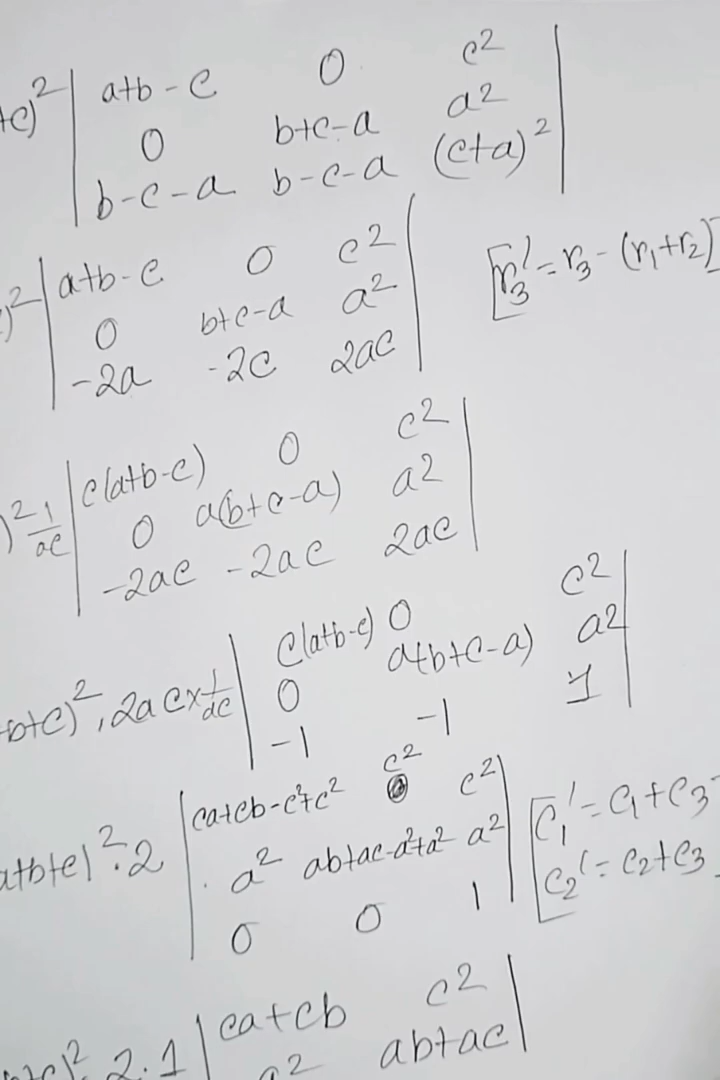 +c)² | a+b-c 0 c² |
0 b+c-a a²
b-c-a b-c-a (c+a)²
)² | a+b-c 0 c² | [r₃' = r₃ - (r₁+r₂)]
0 b+c-a a²
-2a -2c 2ac
)² 1/ac | c(a+b-c) 0 c² |
0 a(b+c-a) a²
-2ac -2ac 2ac
+b+c)², 2ac×1/ac | c(a+b-c) 0 c² |
0 a(b+c-a) a²
-1 -1 1
a+b+c)².2 | ca+cb-c²+c² c² c² | [c₁' = c₁+c₃
a² ab+ac-a²+a² a² c₂' = c₂+c₃
0 0 1
+b+c)².2.1 | ca+cb c² |
a² ab+ac